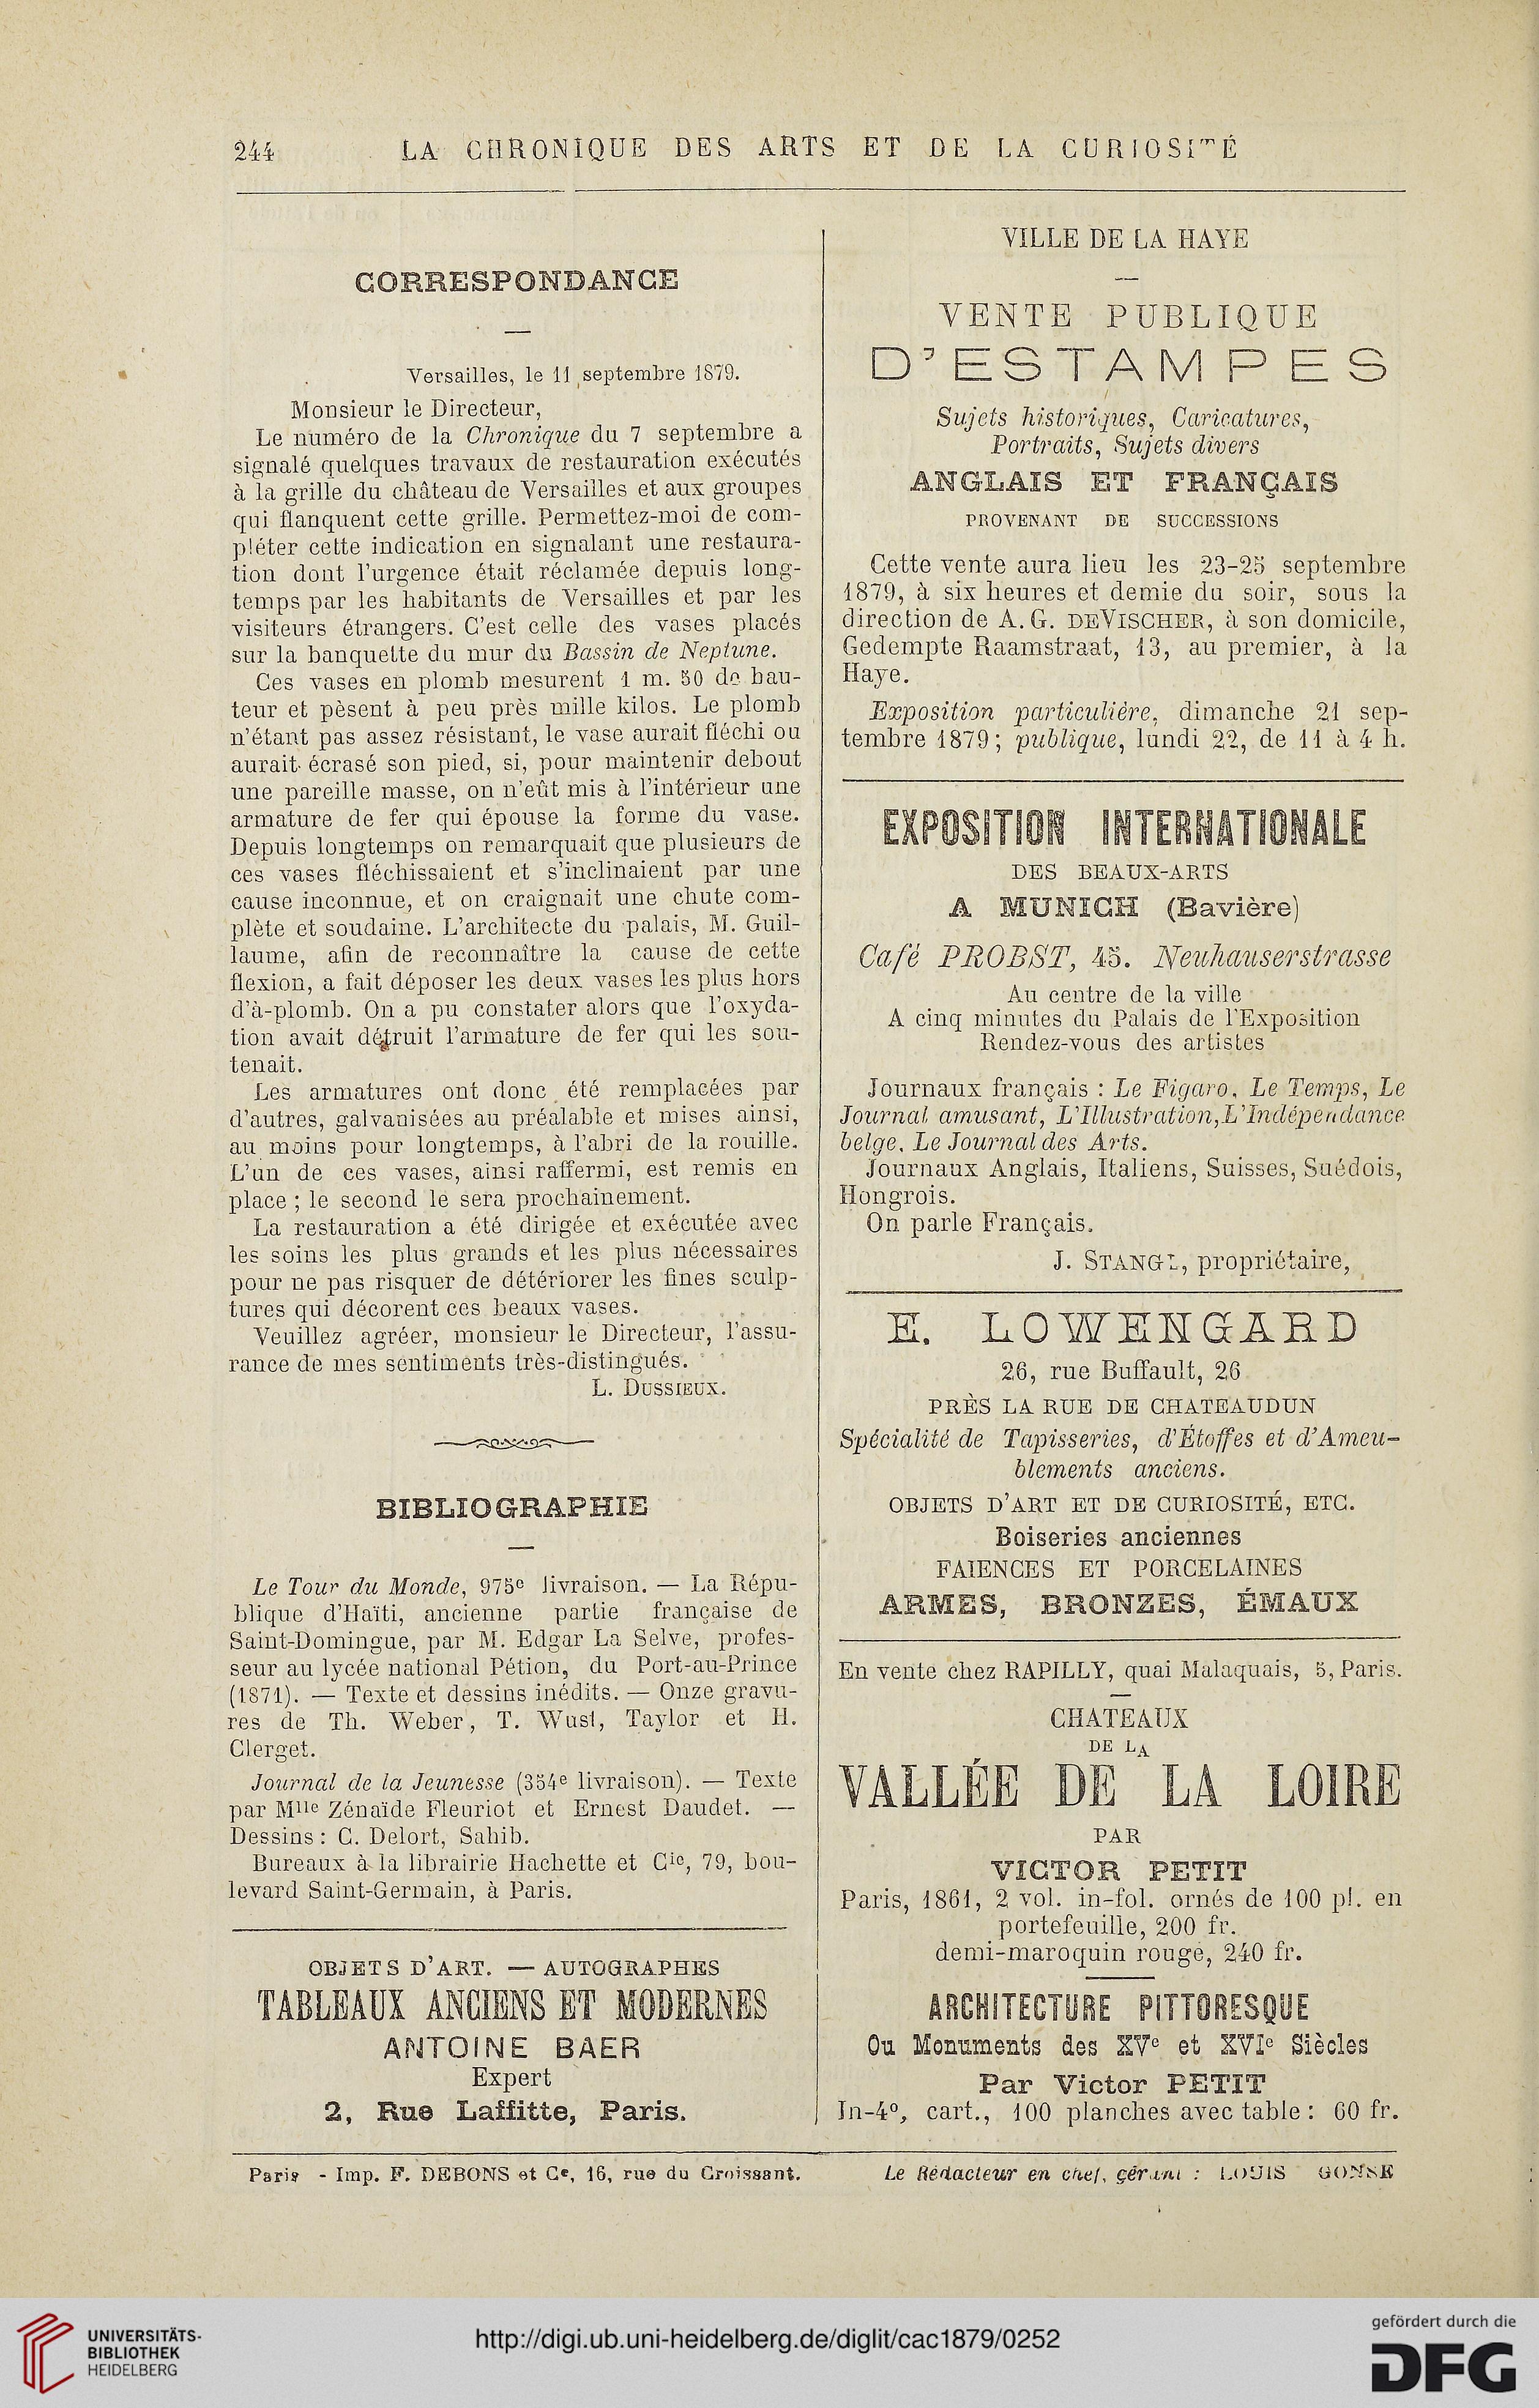 244 LA CHRONIQUE DES ARTS ET DE LA CURIOSITÉ
CORRESPONDANCE
Versailles, le 11 septembre 1879.
Monsieur le Directeur,
Le numéro de la Chronique du 7 septembre a
signalé quelques travaux de restauration exécutés
à la grille du château de Versailles et aux groupes
qui flanquent cette grille. Permettez-moi de com-
pléter cette indication en signalant une restaura-
tion dont l'urgence était réclamée depuis long-
temps par les habitants de Versailles et par les
visiteurs étrangers. C'est celle des vases placés
sur la banquette du mur du Bassin de Neptune.
Ces vases en plomb mesurent 1 m. 50 de hau-
teur et pèsent à peu près mille kilos. Le plomb
n'étant pas assez résistant, le vase aurait fléchi ou
aurait écrasé son pied, si, pour maintenir debout
une pareille masse, on n'eût mis à l'intérieur une
armature de fer qui épouse la forme du vase.
Depuis longtemps on remarquait que plusieurs de
ces vases fléchissaient et s'inclinaient par une
cause inconnue, et on craignait une chute com-
plète et soudaine. L'architecte du palais, M. Guil-
laume, afin de reconnaître la cause de cette
flexion, a fait déposer les deux vases les plus hors
d'à-plomb. On a pu constater alors que l'oxyda-
tion avait détruit l'armature de fer qui les sou-
tenait.
Les armatures ont donc été remplacées par
d'autres, galvanisées au préalable et mises ainsi,
au moins pour longtemps, à l'abri de la rouille.
L'un de ces vases, ainsi raffermi, est remis en
place ; le second le sera prochainement.
La restauration a été dirigée et exécutée avec
les soins les plus grands et les plus nécessaires
pour ne pas risquer de détériorer les fines sculp-
tures qui décorent ces beaux vases.
Veuillez agréer, monsieur le Directeur, l'assu-
rance de mes sentiments très-distingués.
L. DUSSIEUX.
BIBLIOGRAPHIE
Le Tour du Monde, 975e livraison. — La Répu-
blique d'Haïti, ancienne partie française de
Saint-Domingue, par M. Edgar La Selve, profes-
seur au lycée national Pétion, du Port-au-Prince
(1871). — Texte et dessins inédits. — Onze gravu-
res de Th. Weber, T. Wust, Taylor et H.
Clerget.
Journal de la Jeunesse (354e livraison). — Texte
par Mlle Zénaïde Fleuriot et Ernest Daudet. —
Dessins : C. Delort, Sahib.
Bureaux à la librairie Hachette et Cie, 79, bou-
levard Saint-Germain, à Paris.
OBJETS D'ART. — AUTOGRAPHES
TABLEAUX ANCIENS ET MODERNES
ANTOINE BAER
Expert
2, Rue Laffitte, Paris.
VILLE DE LA HAYE
VENTE PUBLIQUE
D'ESTAMPES
Sujets historiques, Caricatures,
Portraits, Sujets divers
ANGLAIS ET FRANÇAIS
PROVENANT DE SUCCESSIONS
Cette vente aura lieu les 23-25 septembre
1879, à six heures et demie du soir, sous la
direction de A. G. DEVISCHER, à son domicile,
Gedempte Raamstraat, 13, au premier, à la
Haye.
Exposition particulière, dimanche 21 sep-
tembre 1879 ; publique, lundi 22, de 11 à 4 h.
EXPOSITION INTERNATIONALE
DES BEAUX-ARTS
A MUNICH (Bavière)
Café PROBST, 45. Neuhauserstrasse
Au centre de la ville
A cinq minutes du Palais de l'Exposition
Rendez-vous des artistes
Journaux français : Le Figaro, Le Temps, Le
Journal amusant, L'Illustration, L'Indépendance
belge, Le Journal des Arts.
Journaux Anglais, Italiens, Suisses, Suédois,
Hongrois.
On parle Français.
J. STANGL, propriétaire,
E. LOWENGARD
26, rue Buffault, 26
PRÈS LA RUE DE CHATEAUDUN
Spécialité de Tapisseries, d'Étoffes et d'Ameu-
blements anciens.
OBJETS D'ART ET DE CURIOSITÉ, ETC.
Boiseries anciennes
FAIENCES ET PORCELAINES
ARMES, BRONZES, ÉMAUX
En vente chez RAPILLY, quai Malaquais, 5, Paris.
CHATEAUX
DE LA
VALLÉE DE LA LOIRE
PAR
VICTOR PETIT
Paris, 1861, 2 vol. in-fol. ornés de 100 pl. en
portefeuille, 200 fr.
demi-maroquin rouge, 240 fr.
ARCHITECTURE PITTORESQUE
Ou Monuments des XVe et XVIe Siècles
Par Victor PETIT
In-4o, cart., 100 planches avec table : 60 fr.
Paris - Imp. F. DEBONS et Ce, 16, rue du Croissant.
Le Rédacteur en chef, gérant : LOUIS GONSE
UNIVERSITÄTS-
BIBLIOTHEK
HEIDELBERG
http://digi.ub.uni-heidelberg.de/diglit/cac1879/0252
gefördert durch die
DFG